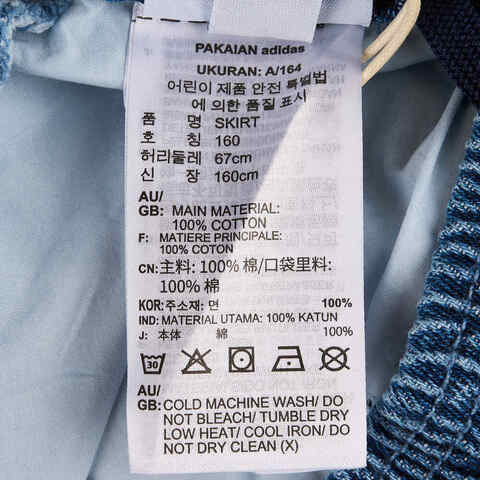 PAKAIAN adidas
UKURAN: A/164
어린이 제품 안전 특별법
에 의한 품질 표시
품 명 SKIRT
호 칭 160
허리둘레 67cm
신 장 160cm
AU/
GB: MAIN MATERIAL:
100% COTTON
F: MATIERE PRINCIPALE:
100% COTON
CN: 主料: 100% 棉/口袋里料:
100% 棉
KOR: 주소재: 면 100%
IND: MATERIAL UTAMA: 100% KATUN
J: 本体 綿 100%
30
AU/
GB: COLD MACHINE WASH/ DO
NOT BLEACH/ TUMBLE DRY
LOW HEAT/ COOL IRON/ DO
NOT DRY CLEAN (X)